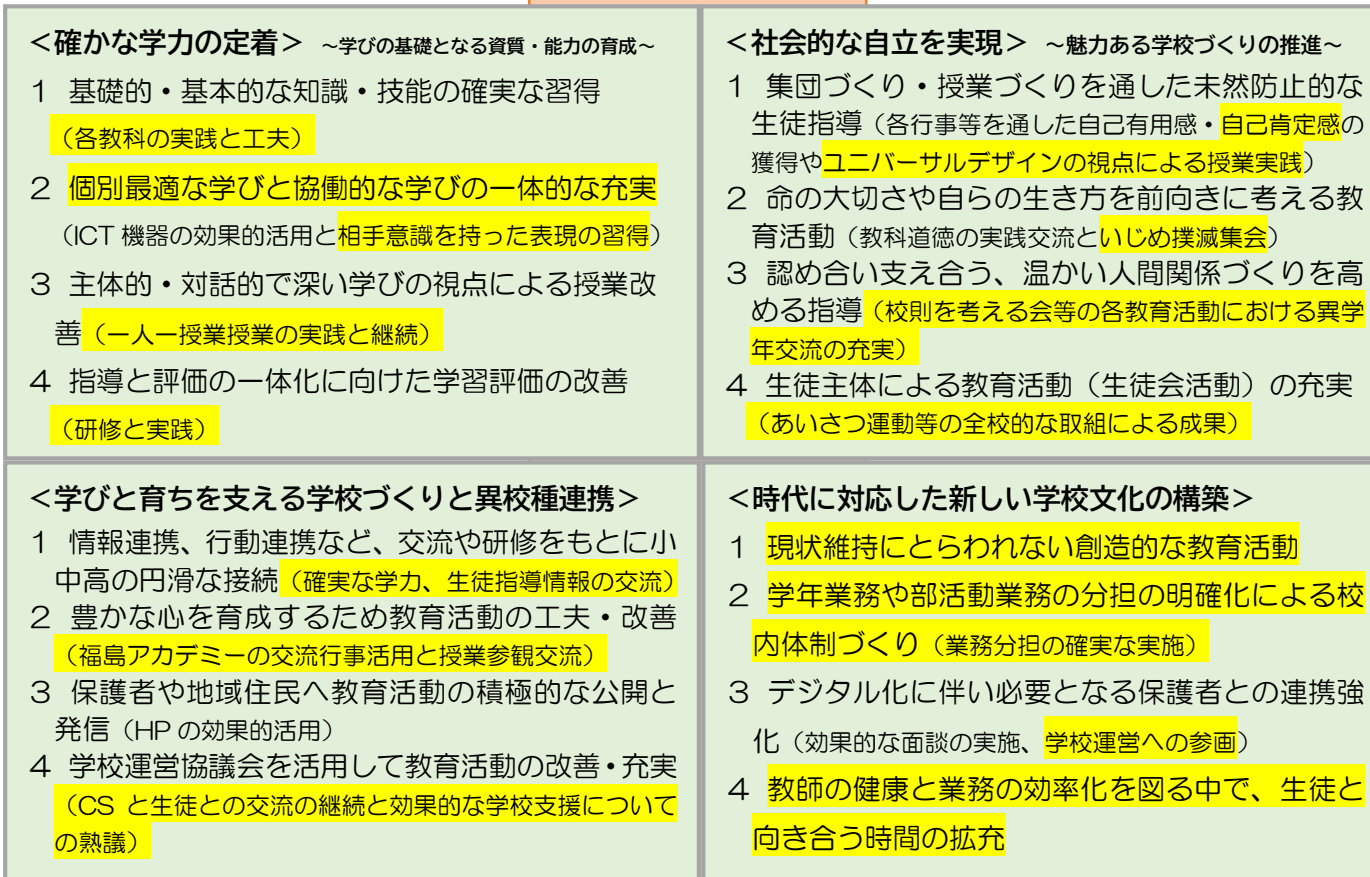 ＜確かな学力の定着＞ ～学びの基礎となる資質・能力の育成～
１ 基礎的・基本的な知識・技能の確実な習得
（各教科の実践と工夫）
２ 個別最適な学びと協働的な学びの一体的な充実
（ICT 機器の効果的活用と相手意識を持った表現の習得）
３ 主体的・対話的で深い学びの視点による授業改
善（一人一授業授業の実践と継続）
４ 指導と評価の一体化に向けた学習評価の改善
（研修と実践）
＜社会的な自立を実現＞ ～魅力ある学校づくりの推進～
１ 集団づくり・授業づくりを通した未然防止的な
生徒指導（各行事等を通した自己有用感・自己肯定感の
獲得やユニバーサルデザインの視点による授業実践）
２ 命の大切さや自らの生き方を前向きに考える教
育活動（教科道徳の実践交流といじめ撲滅集会）
３ 認め合い支え合う、温かい人間関係づくりを高
める指導（校則を考える会等の各教育活動における異学
年交流の充実）
４ 生徒主体による教育活動（生徒会活動）の充実
（あいさつ運動等の全校的な取組による成果）
＜学びと育ちを支える学校づくりと異校種連携＞
１ 情報連携、行動連携など、交流や研修をもとに小
中高の円滑な接続（確実な学力、生徒指導情報の交流）
２ 豊かな心を育成するため教育活動の工夫・改善
（福島アカデミーの交流行事活用と授業参観交流）
３ 保護者や地域住民へ教育活動の積極的な公開と
発信（HP の効果的活用）
４ 学校運営協議会を活用して教育活動の改善・充実
（CS と生徒との交流の継続と効果的な学校支援について
の熟議）
＜時代に対応した新しい学校文化の構築＞
１ 現状維持にとらわれない創造的な教育活動
２ 学年業務や部活動業務の分担の明確化による校
内体制づくり（業務分担の確実な実施）
３ デジタル化に伴い必要となる保護者との連携強
化（効果的な面談の実施、学校運営への参画）
４ 教師の健康と業務の効率化を図る中で、生徒と
向き合う時間の拡充